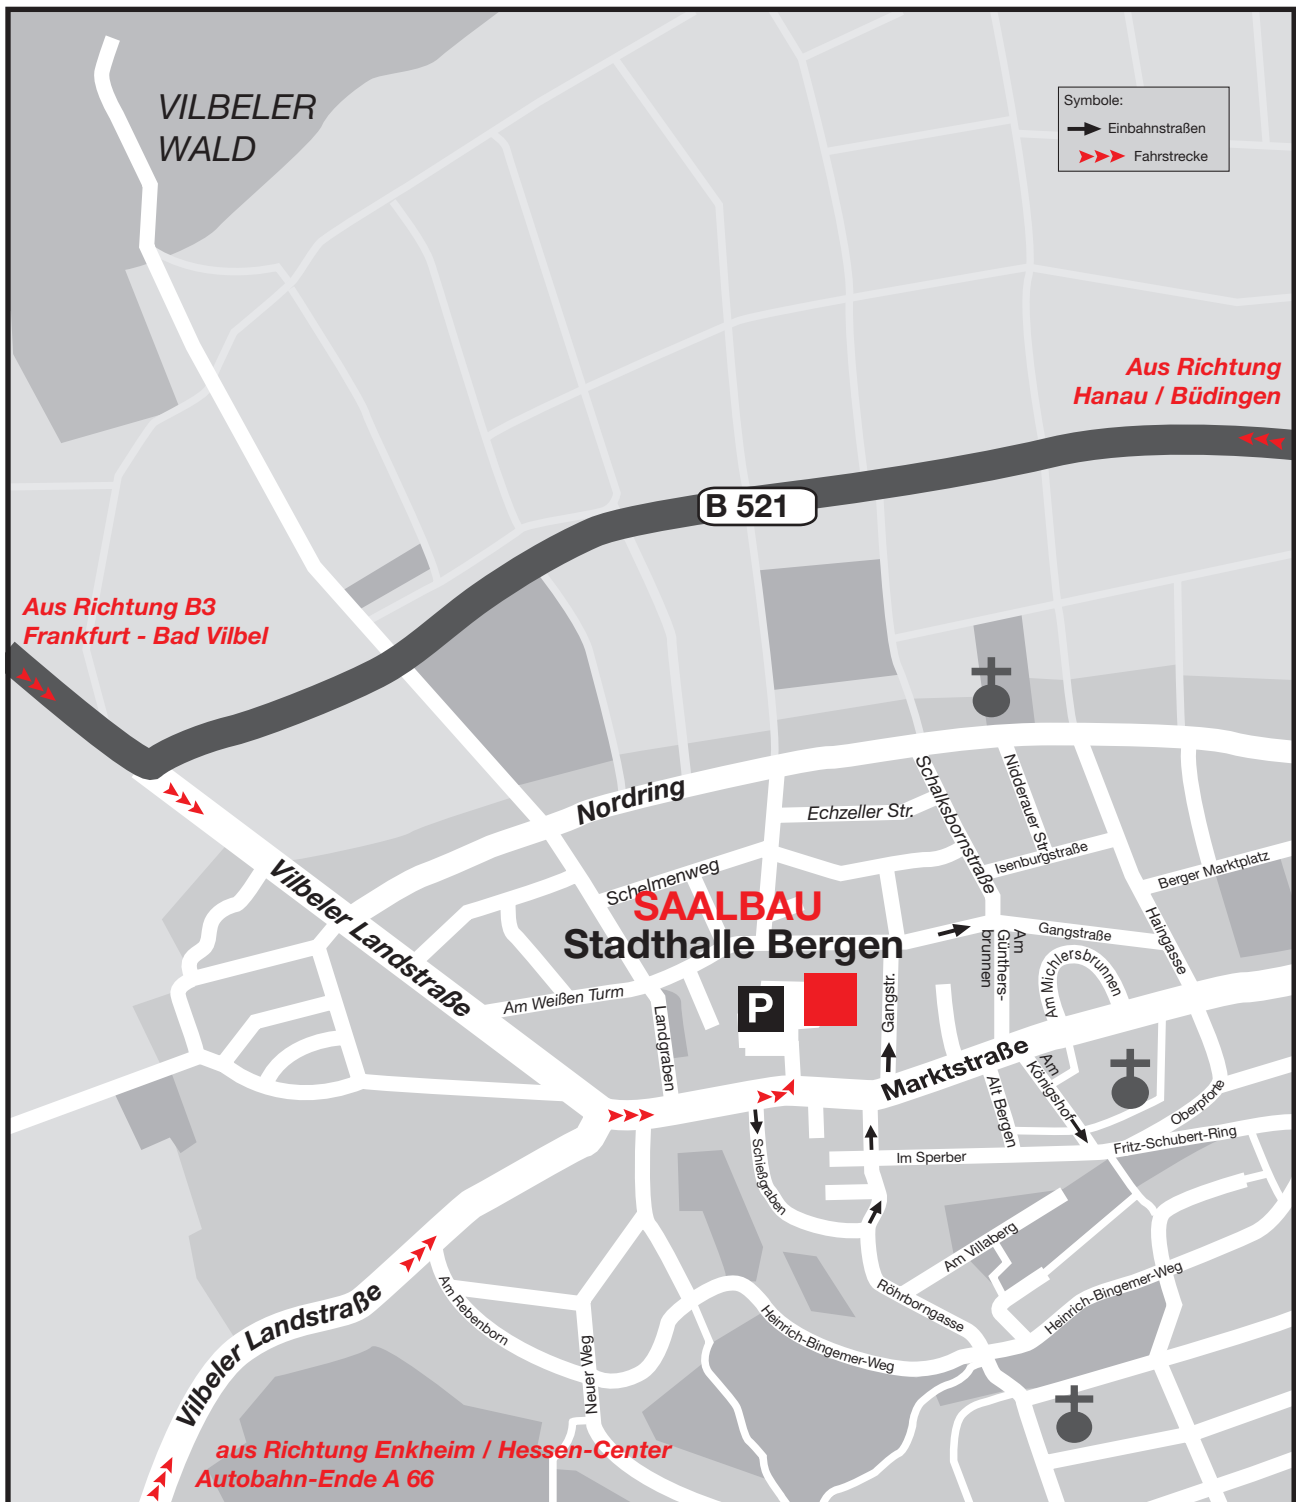 VILBELER
WALD
Symbole:
Einbahnstraßen
Fahrstrecke
Aus Richtung
Hanau / Büdingen
B 521
Aus Richtung B3
Frankfurt - Bad Vilbel
Nordring
Echzeller Str.
Schalksbornstraße
Nidderauer Str.
Isenburgstraße
Berger Marktplatz
Schelmenweg
Vilbeler Landstraße
SAALBAU
Stadthalle Bergen
Haingasse
Gangstraße
Am
Günthers-
brunnen
Am Michlersbrunnen
Am Weißen Turm
P
Landgraben
Gangstr.
Marktstraße
Am
Königshof
Alt Bergen
Oberpforte
Fritz-Schubert-Ring
Im Sperber
Schießgraben
Am Villaberg
Röhrborngasse
Heinrich-Bingemer-Weg
Heinrich-Bingemer-Weg
Am Rebenborn
Neuer Weg
Vilbeler Landstraße
aus Richtung Enkheim / Hessen-Center
Autobahn-Ende A 66